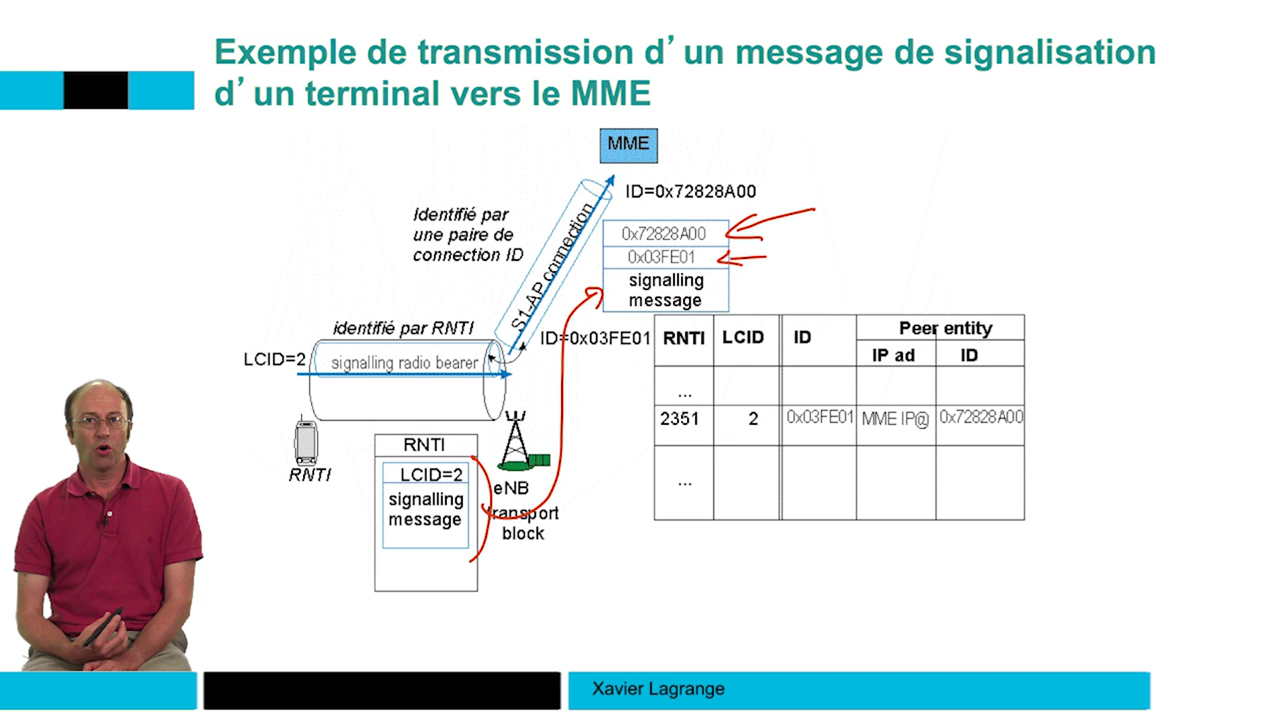 Exemple de transmission d’un message de signalisation
d’un terminal vers le MME
MME
ID=0x72828A00
Identifié par
une paire de
connection ID
S1-AP connection
0x72828A00
0x03FE01
signalling
message
identifié par RNTI
ID=0x03FE01
LCID=2
signalling radio bearer
RNTI
RNTI
LCID=2
signalling
message
eNB
transport
block
RNTI LCID ID Peer entity
IP ad ID
...
2351 2 0x03FE01 MME IP@ 0x72828A00
...
Xavier Lagrange